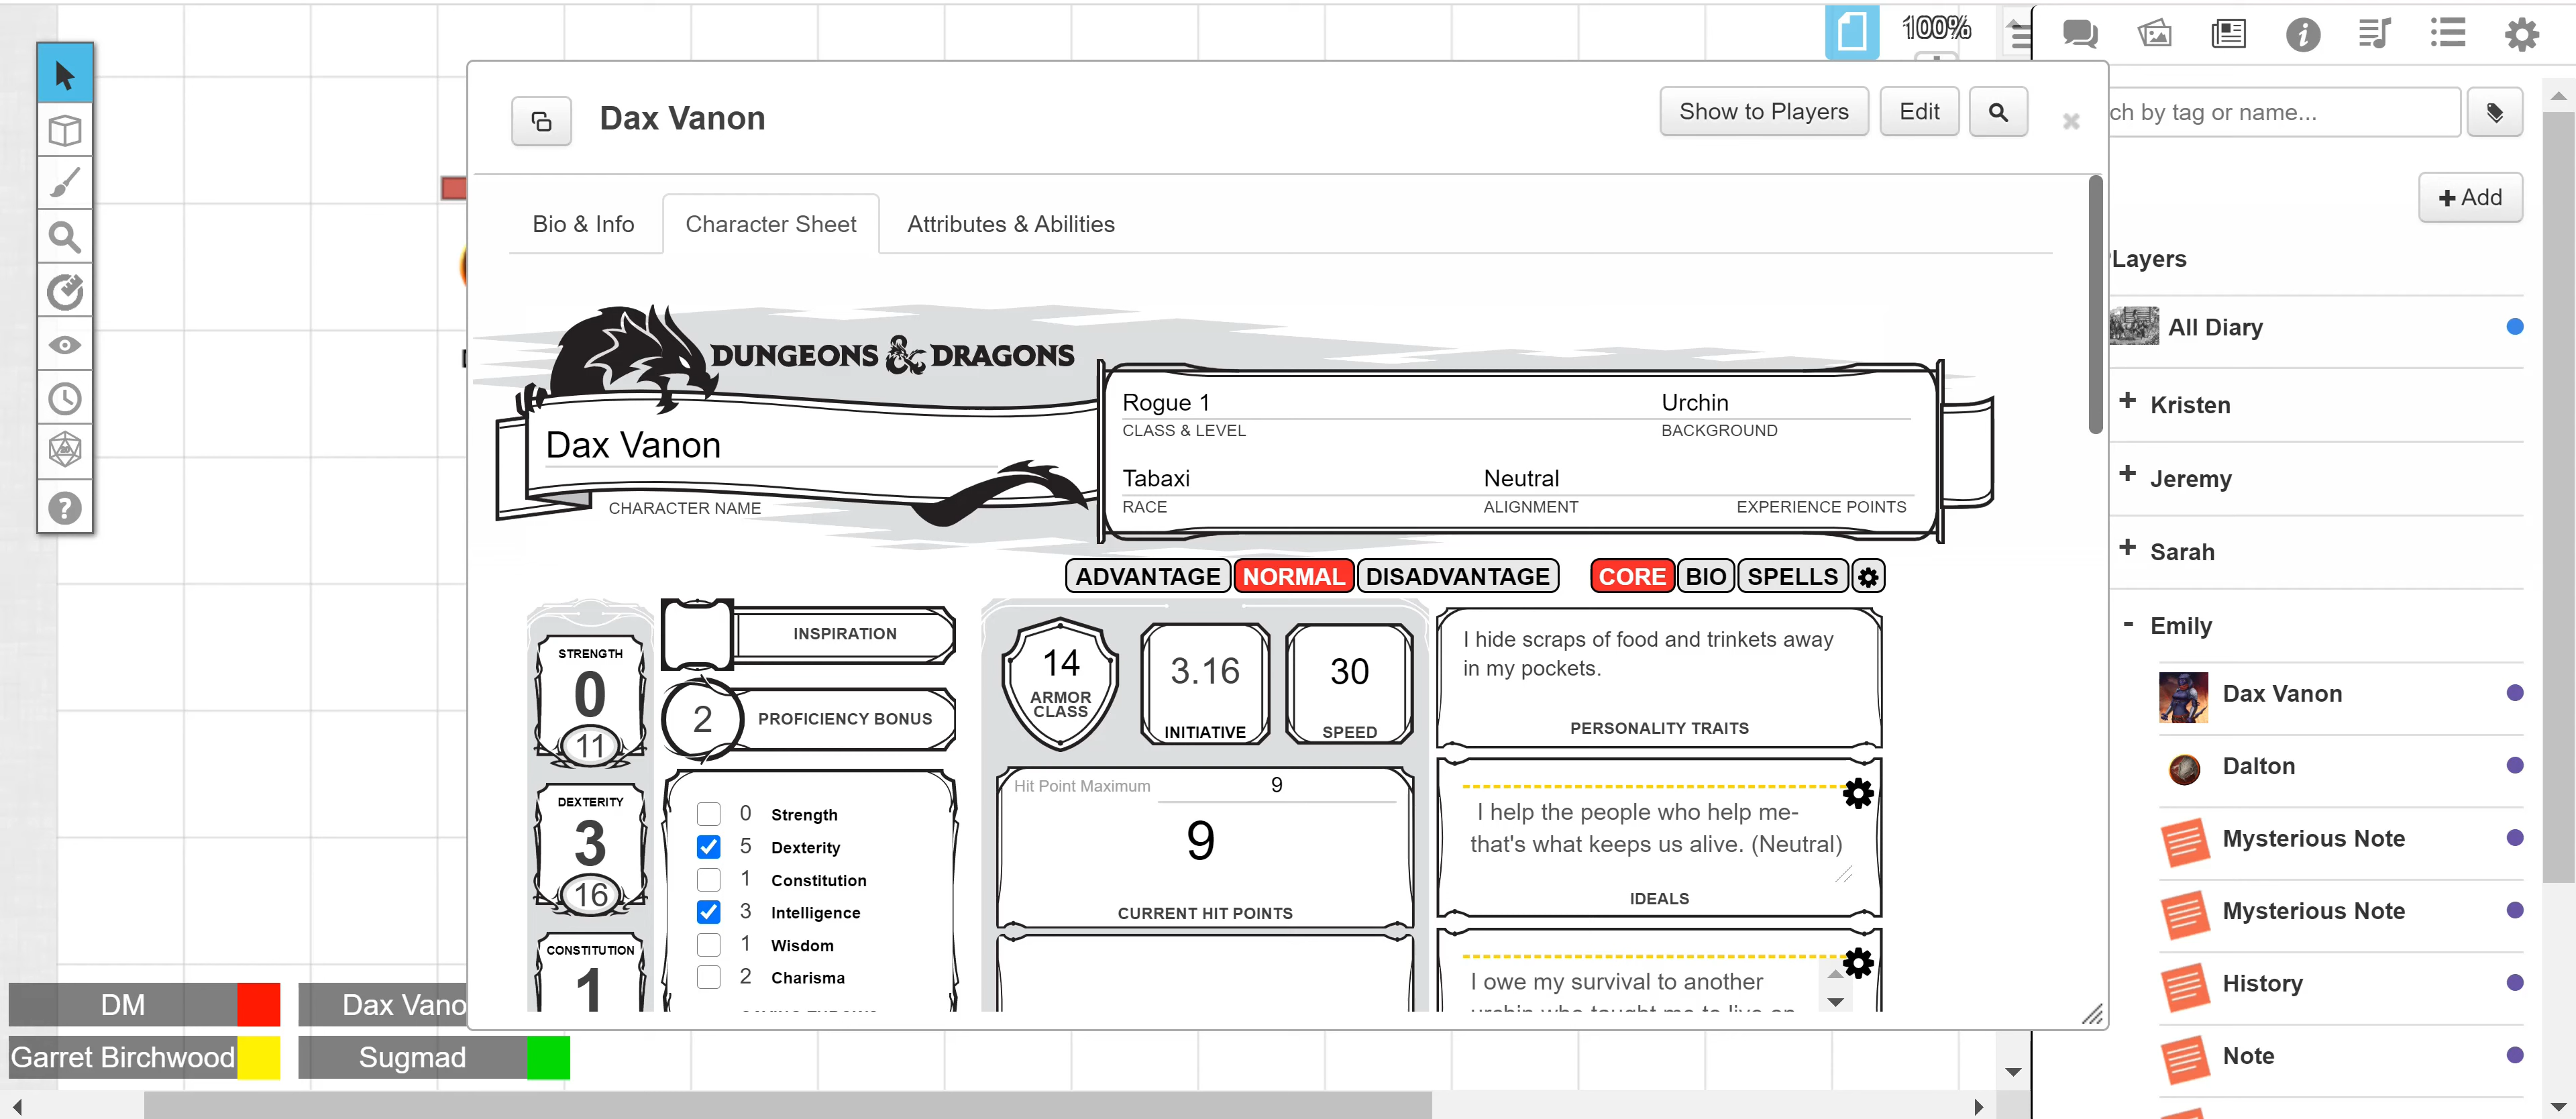 100%
Dax Vanon
Show to Players
Edit
ch by tag or name...
Add
Bio & Info
Character Sheet
Attributes & Abilities
DUNGEONS & DRAGONS
Dax Vanon
CHARACTER NAME
Rogue 1
CLASS & LEVEL
Urchin
BACKGROUND
Tabaxi
RACE
Neutral
ALIGNMENT
EXPERIENCE POINTS
ADVANTAGE
NORMAL
DISADVANTAGE
CORE
BIO
SPELLS
STRENGTH
0
11
DEXTERITY
3
16
CONSTITUTION
1
INSPIRATION
2
PROFICIENCY BONUS
0 Strength
5 Dexterity
1 Constitution
3 Intelligence
1 Wisdom
2 Charisma
14
ARMOR
CLASS
3.16
INITIATIVE
30
SPEED
Hit Point Maximum 9
9
CURRENT HIT POINTS
I hide scraps of food and trinkets away
in my pockets.
PERSONALITY TRAITS
I help the people who help me-
that's what keeps us alive. (Neutral)
IDEALS
I owe my survival to another
urchin who taught me to live on
Layers
All Diary
+ Kristen
+ Jeremy
+ Sarah
- Emily
Dax Vanon
Dalton
Mysterious Note
Mysterious Note
History
Note
DM
Dax Vano
Garret Birchwood
Sugmad